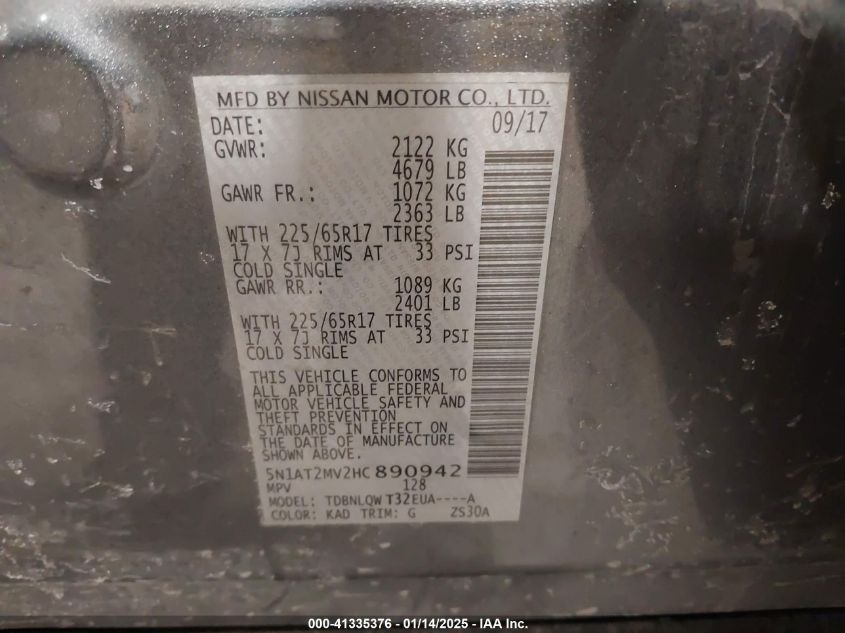 MFD BY NISSAN MOTOR CO., LTD.
DATE: 09/17
GVWR: 2122 KG
4679 LB
GAWR FR.: 1072 KG
2363 LB
WITH 225/65R17 TIRES
17 X 7J RIMS AT 33 PSI
COLD SINGLE
GAWR RR.: 1089 KG
2401 LB
WITH 225/65R17 TIRES
17 X 7J RIMS AT 33 PSI
COLD SINGLE
THIS VEHICLE CONFORMS TO
ALL APPLICABLE FEDERAL
MOTOR VEHICLE SAFETY AND
THEFT PREVENTION
STANDARDS IN EFFECT ON
THE DATE OF MANUFACTURE
SHOWN ABOVE.
5N1AT2MV2HC890942
MPV 128
MODEL: TDBNLQW T32EUA----A
COLOR: KAD TRIM: G ZS30A
000-41335376 - 01/14/2025 - IAA Inc.